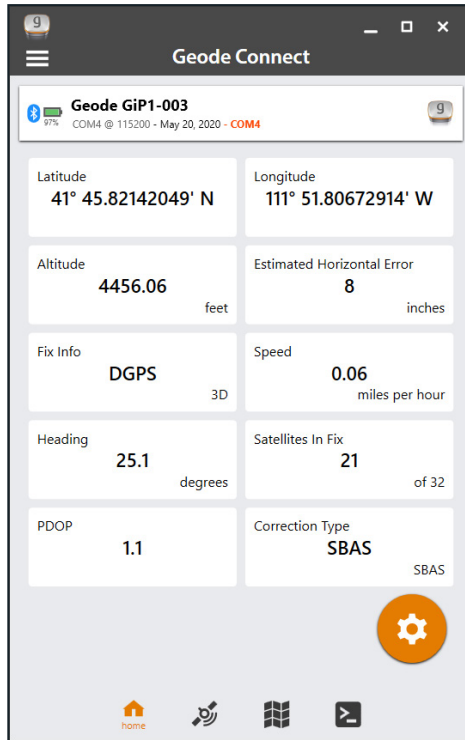 g
Geode Connect
Geode GiP1-003
g
97%
COM4 @ 115200 - May 20, 2020 - COM4
Latitude
41° 45.82142049' N
Longitude
111° 51.80672914' W
Altitude
4456.06
feet
Estimated Horizontal Error
8
inches
Fix Info
DGPS
3D
Speed
0.06
miles per hour
Heading
25.1
degrees
Satellites In Fix
21
of 32
PDOP
1.1
Correction Type
SBAS
SBAS
home